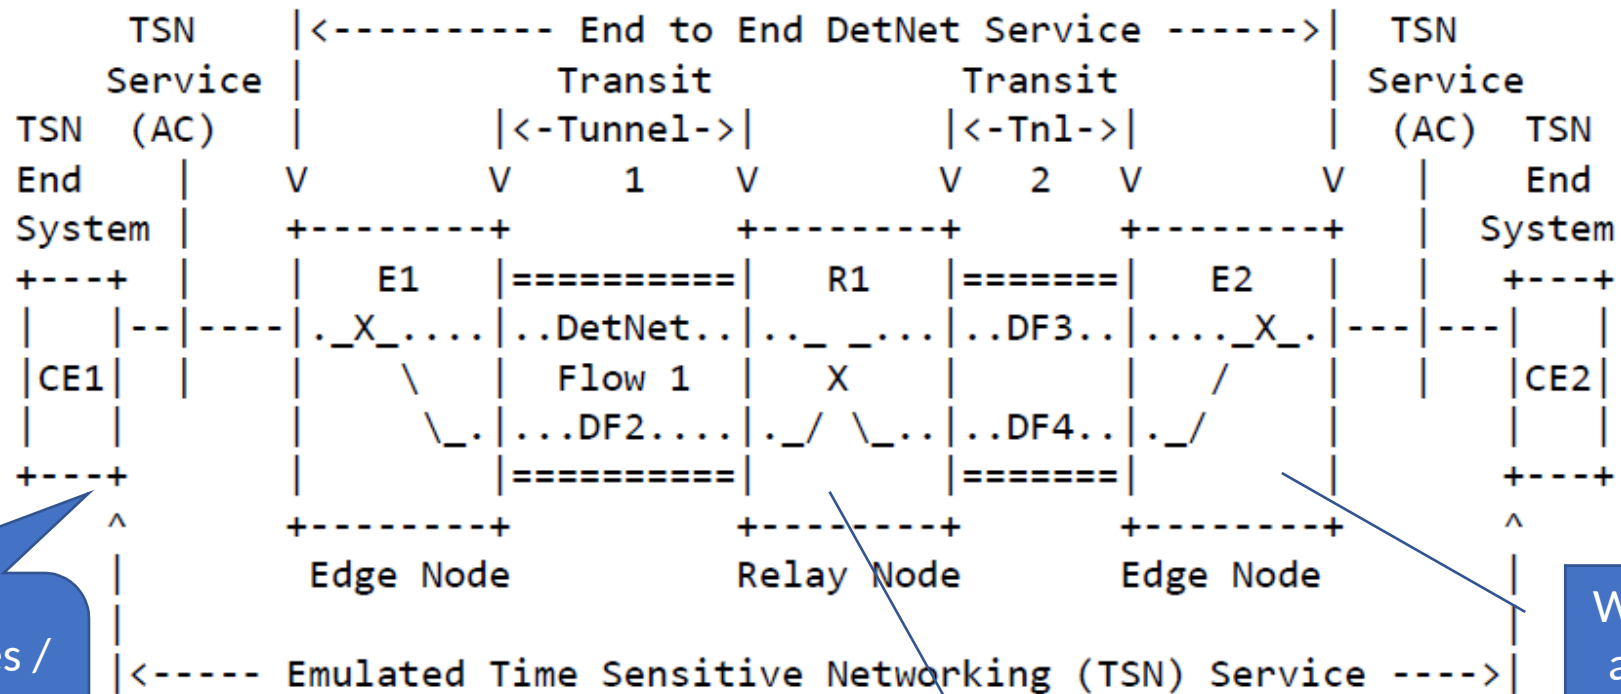 TSN    |<---------- End to End DetNet Service ------>|  TSN
       Service |            Transit            Transit          | Service
TSN  (AC)   |         |<-Tunnel->|         |<-Tnl->|         |  (AC)  TSN
End    |    V         V     1    V         V   2   V         V   |    End
System |    +--------+           +--------+       +--------+   |  System
+---+  |    |   E1   |==========|   R1   |=======|   E2   |   |   +---+
|   |--|----|._X_....|..DetNet..|.._ _...|..DF3..|...._X_.|---|---|   |
|CE1|  |    |    \   |  Flow 1  |   X    |       |   /    |   |   |CE2|
|   |       |     \_.|...DF2....|._/ \_..|..DF4..|._/     |       |   |
+---+       |        |==========|        |=======|        |       +---+
    ^       +--------+          +--------+       +--------+       ^
    |        Edge Node          Relay Node       Edge Node        |
    |                                                             |
    |<----- Emulated Time Sensitive Networking (TSN) Service ---->|
es /
W
a